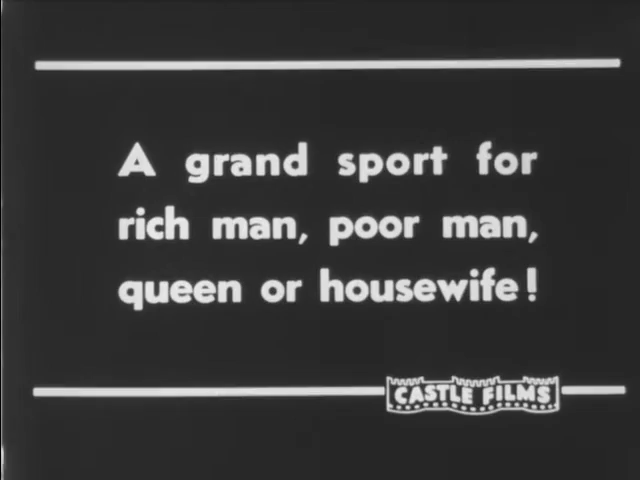 A grand sport for
rich man, poor man,
queen or housewife!
CASTLE FILMS